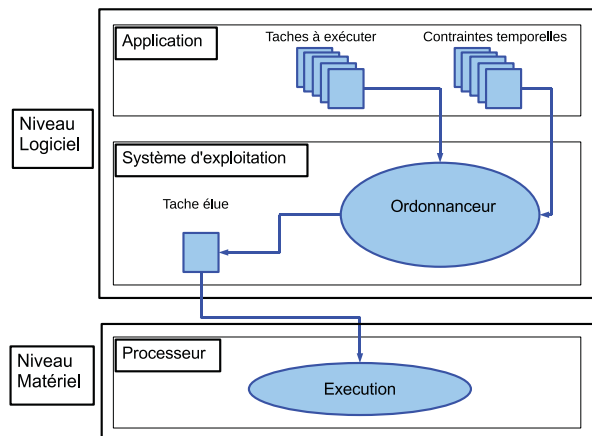 Application
Taches à exécuter
Contraintes temporelles
Niveau
Logiciel
Système d'exploitation
Tache élue
Ordonnanceur
Niveau
Matériel
Processeur
Execution